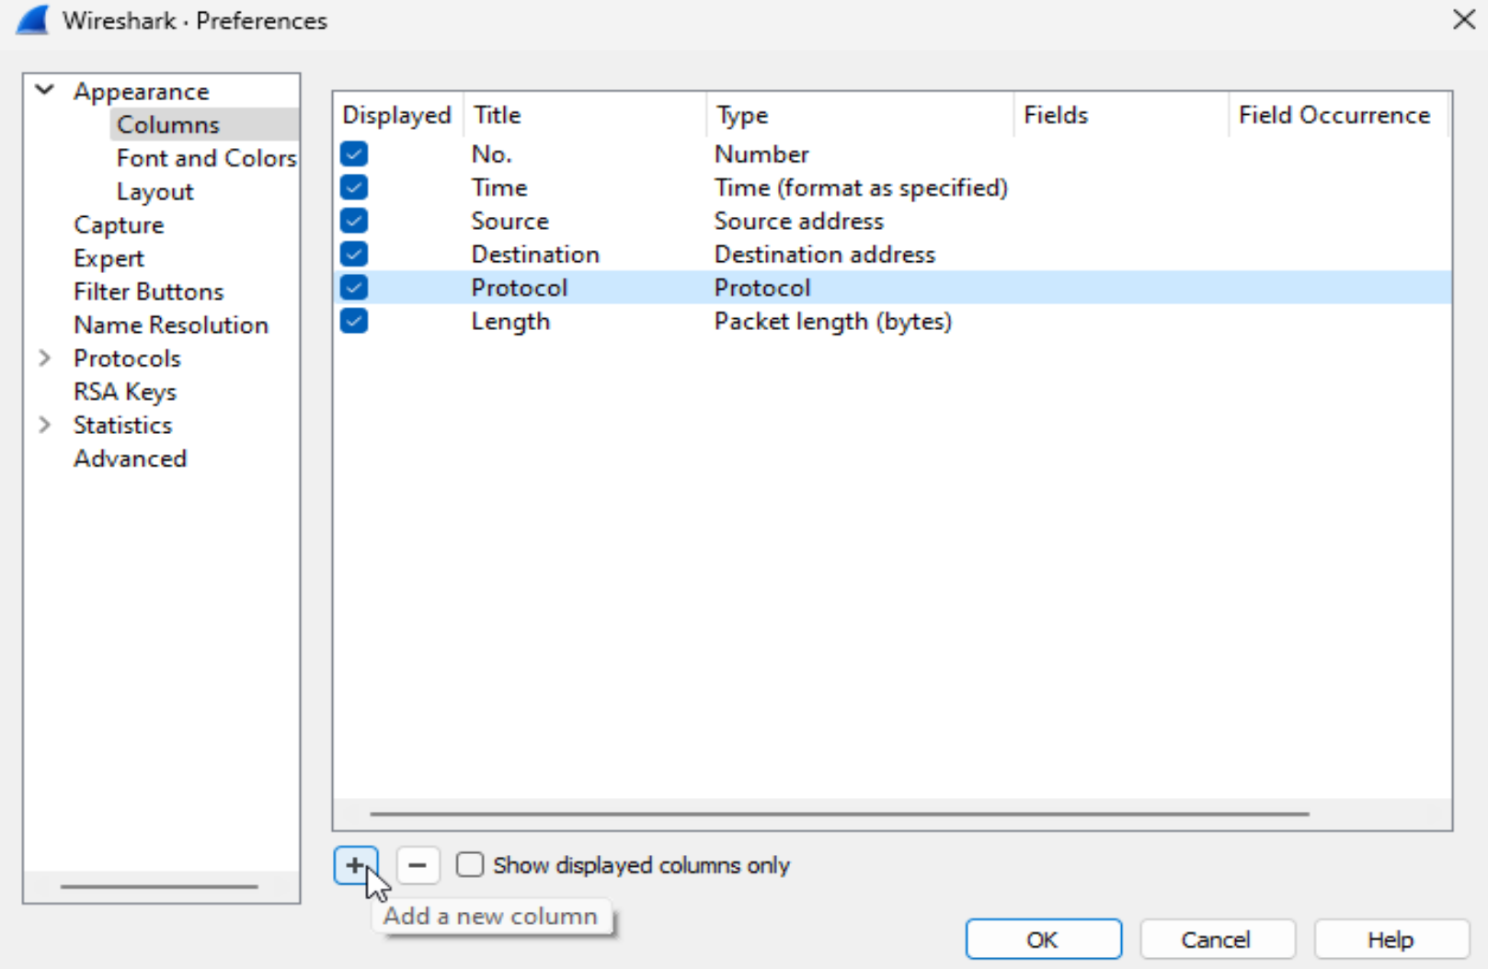 Wireshark · Preferences
Appearance
Columns
Font and Colors
Layout
Capture
Expert
Filter Buttons
Name Resolution
Protocols
RSA Keys
Statistics
Advanced
Displayed Title Type Fields Field Occurrence
No. Number
Time Time (format as specified)
Source Source address
Destination Destination address
Protocol Protocol
Length Packet length (bytes)
Show displayed columns only
Add a new column
OK Cancel Help